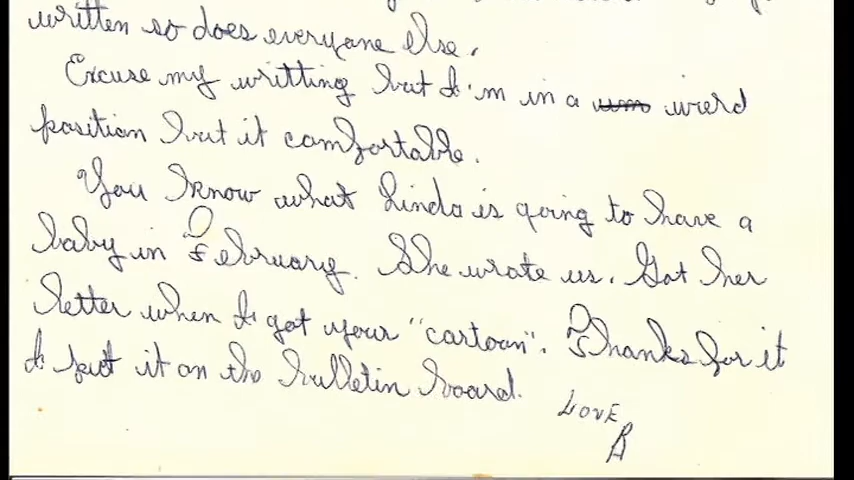 written so does everyone else.
Excuse my writting but I'm in a wierd
position but it comfortable.
You know what Linda is going to have a
baby in February. She wrote us. Got her
letter when I got your "cartoon". Thanks for it
I put it on the bulletin board.
LOVE